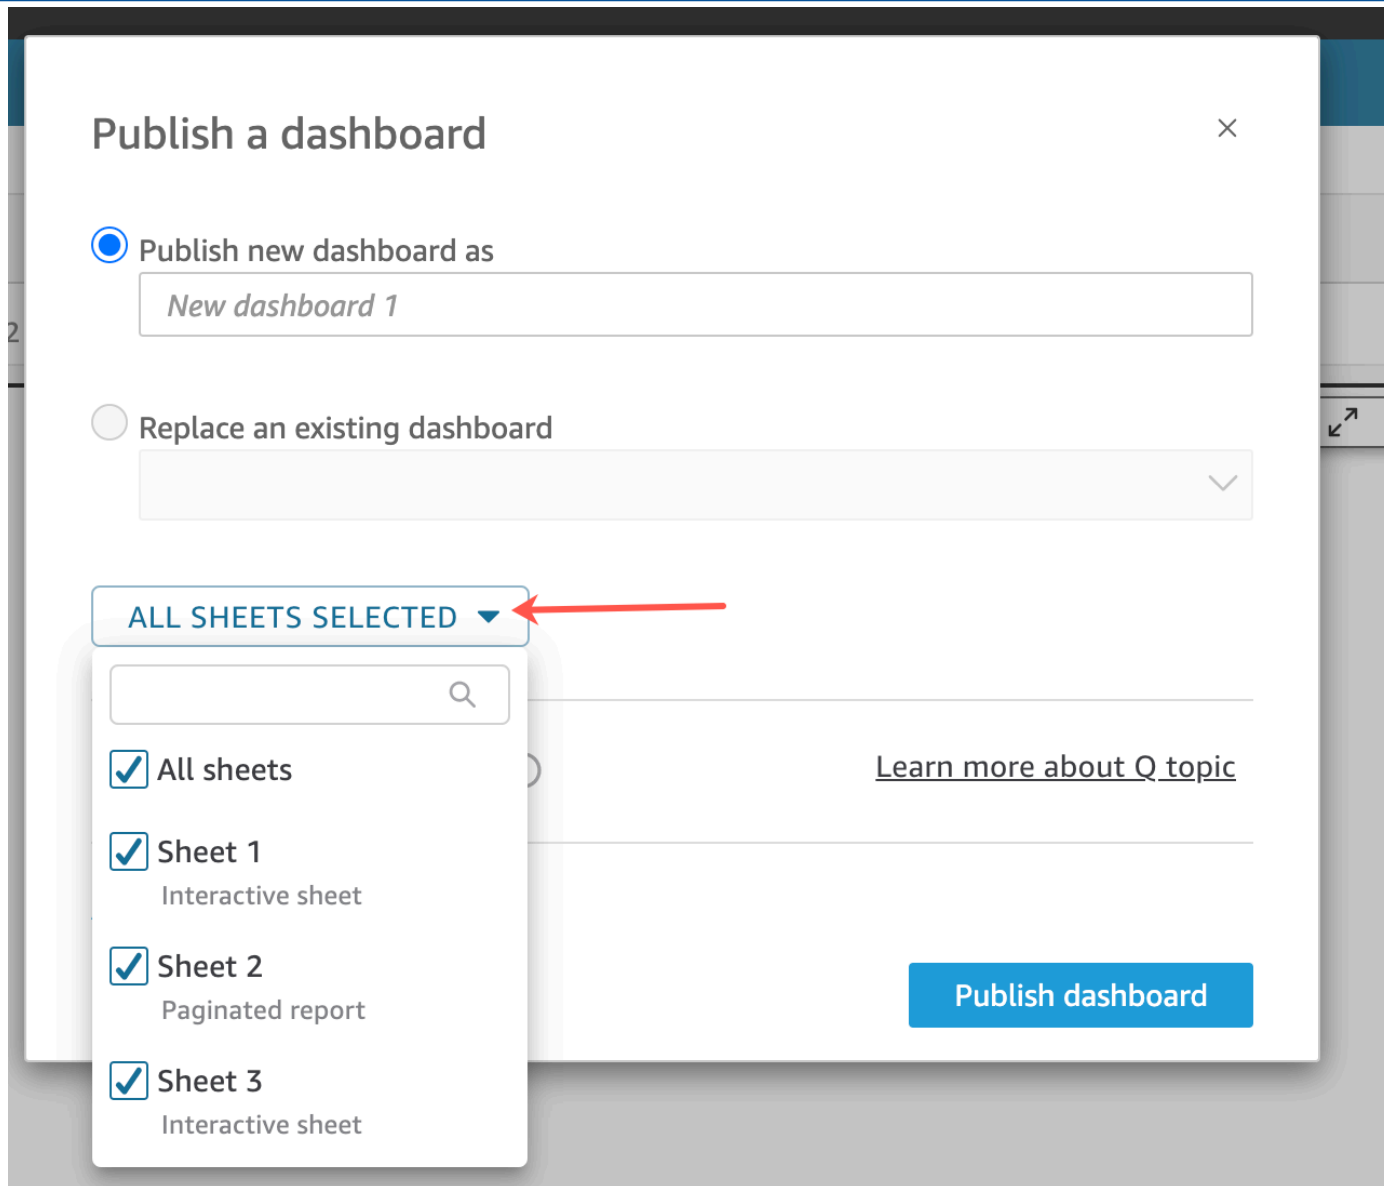 Publish a dashboard
Publish new dashboard as
New dashboard 1
2
Replace an existing dashboard
ALL SHEETS SELECTED
All sheets
Learn more about Q topic
Sheet 1
Interactive sheet
Sheet 2
Paginated report
Publish dashboard
Sheet 3
Interactive sheet